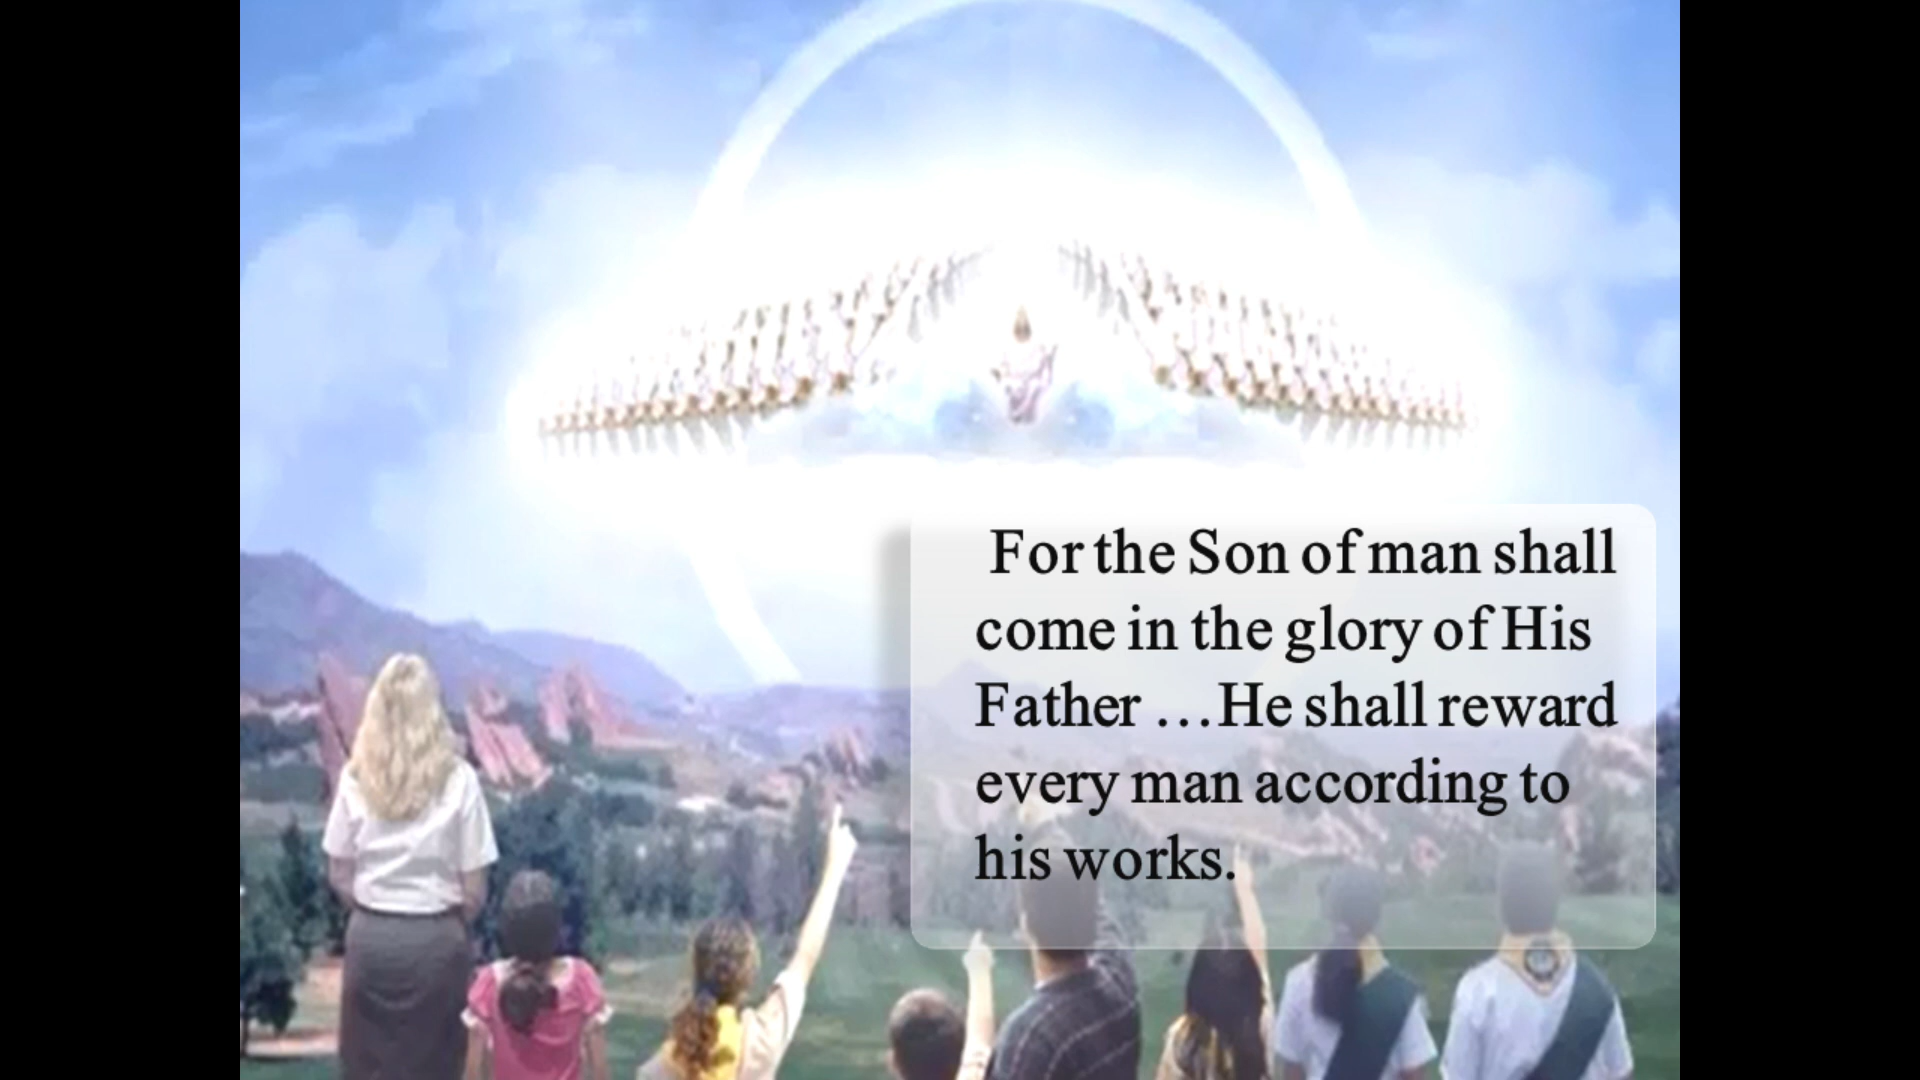 For the Son of man shall
come in the glory of His
Father ...He shall reward
every man according to
his works.